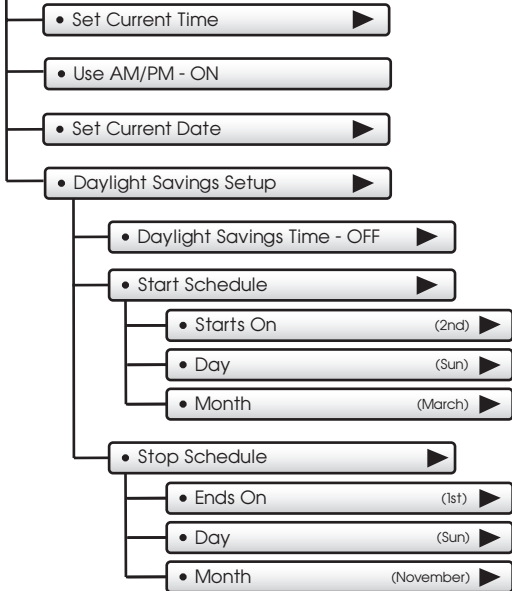 • Set Current Time
• Use AM/PM - ON
• Set Current Date
• Daylight Savings Setup
• Daylight Savings Time - OFF
• Start Schedule
• Starts On (2nd)
• Day (Sun)
• Month (March)
• Stop Schedule
• Ends On (1st)
• Day (Sun)
• Month (November)